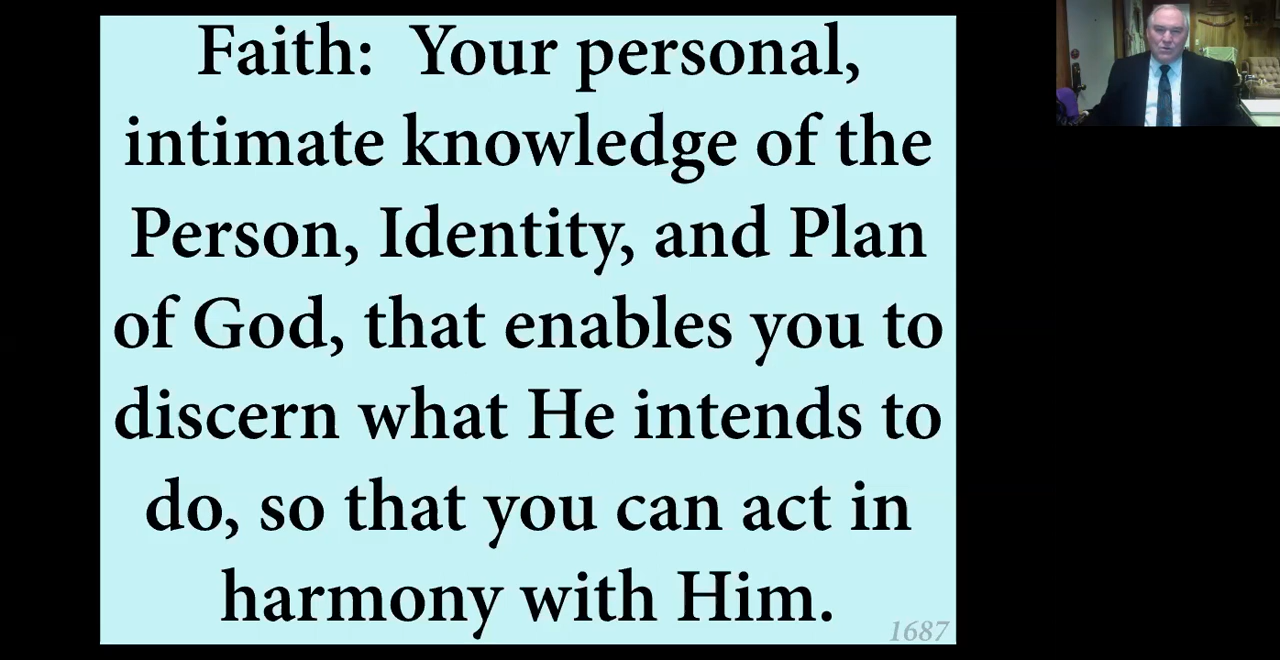 Faith:  Your personal,
intimate knowledge of the
Person, Identity, and Plan
of God, that enables you to
discern what He intends to
do, so that you can act in
harmony with Him.
1687